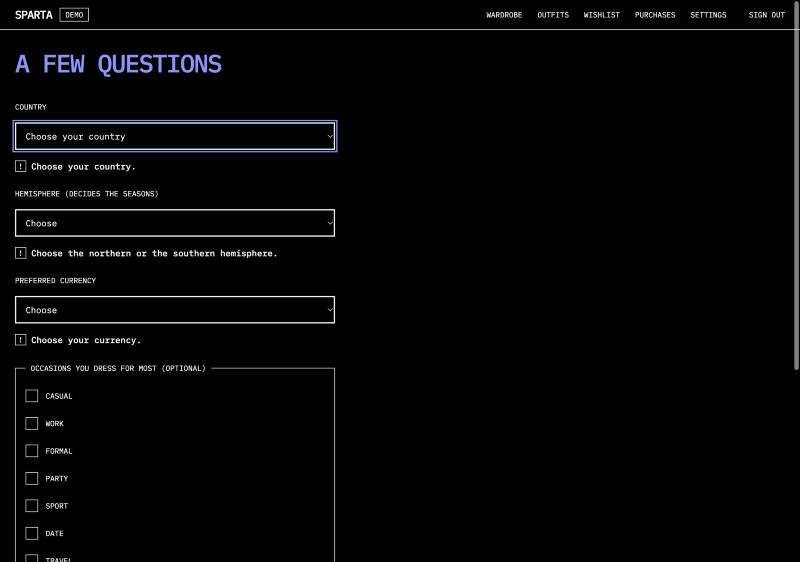 SPARTA DEMO WARDROBE OUTFITS WISHLIST PURCHASES SETTINGS SIGN OUT
A FEW QUESTIONS
COUNTRY
Choose your country
! Choose your country.
HEMISPHERE (DECIDES THE SEASONS)
Choose
! Choose the northern or the southern hemisphere.
PREFERRED CURRENCY
Choose
! Choose your currency.
OCCASIONS YOU DRESS FOR MOST (OPTIONAL)
CASUAL
WORK
FORMAL
PARTY
SPORT
DATE
TRAVEL